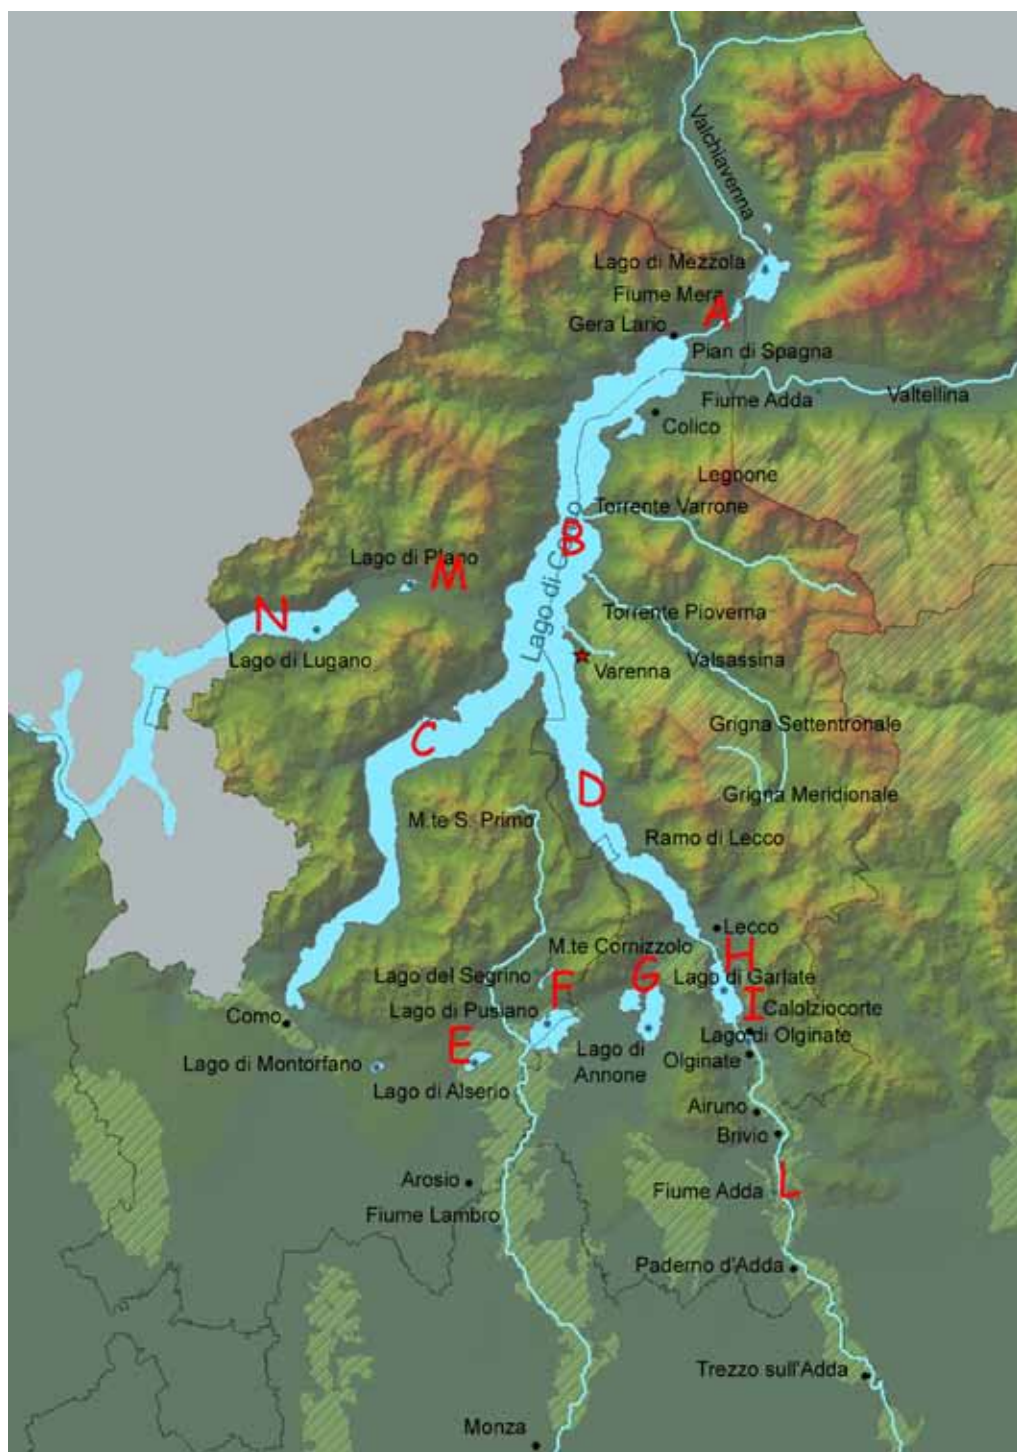 Valchiavenna
Lago di Mezzola
Fiume Mera
A
Gera Lario
Pian di Spagna
Fiume Adda
Valtellina
Colico
Legnone
Torrente Varrone
B
Lago di Como
Lago di Piano
M
N
Torrente Pioverna
Lago di Lugano
Varenna
Valsassina
Grigna Settentronale
C
D
Grigna Meridionale
M.te S. Primo
Ramo di Lecco
Lecco
M.te Cornizzolo
H
Lago del Segrino
F
G
Lago di Garlate
Como
Lago di Pusiano
I
Calolziocorte
E
Lago di Olginate
Lago di Montorfano
Lago di
Annone
Olginate
Lago di Alserio
Airuno
Brivio
Arosio
Fiume Adda
L
Fiume Lambro
Paderno d'Adda
Trezzo sull'Adda
Monza